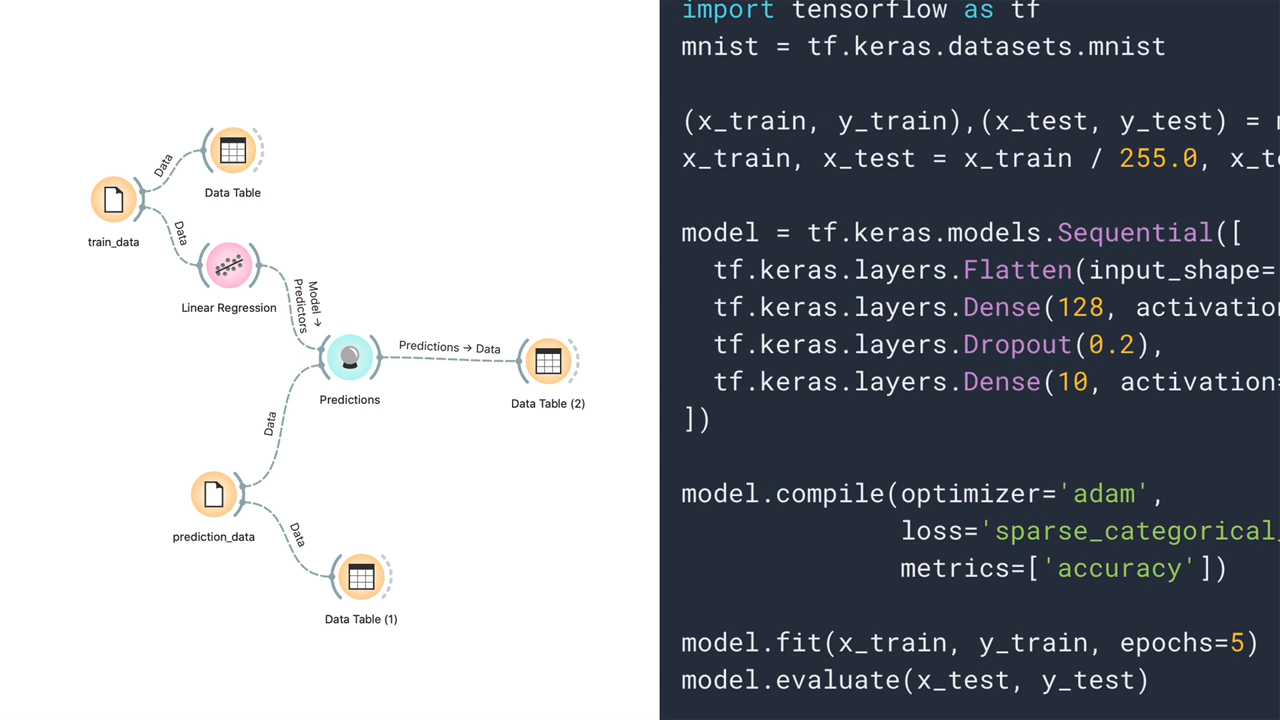 Data
Data Table
train_data
Data
Linear Regression
Model →
Predictors
Predictions → Data
Predictions
Data Table (2)
Data
prediction_data
Data
Data Table (1)
import tensorflow as tf
mnist = tf.keras.datasets.mnist
(x_train, y_train),(x_test, y_test) =
x_train, x_test = x_train / 255.0,
model = tf.keras.models.Sequential([
tf.keras.layers.Flatten(input_shape=
tf.keras.layers.Dense(128, activation
tf.keras.layers.Dropout(0.2),
tf.keras.layers.Dense(10, activation=
])
model.compile(optimizer='adam',
loss='sparse_categorical_
metrics=['accuracy'])
model.fit(x_train, y_train, epochs=5)
model.evaluate(x_test, y_test)